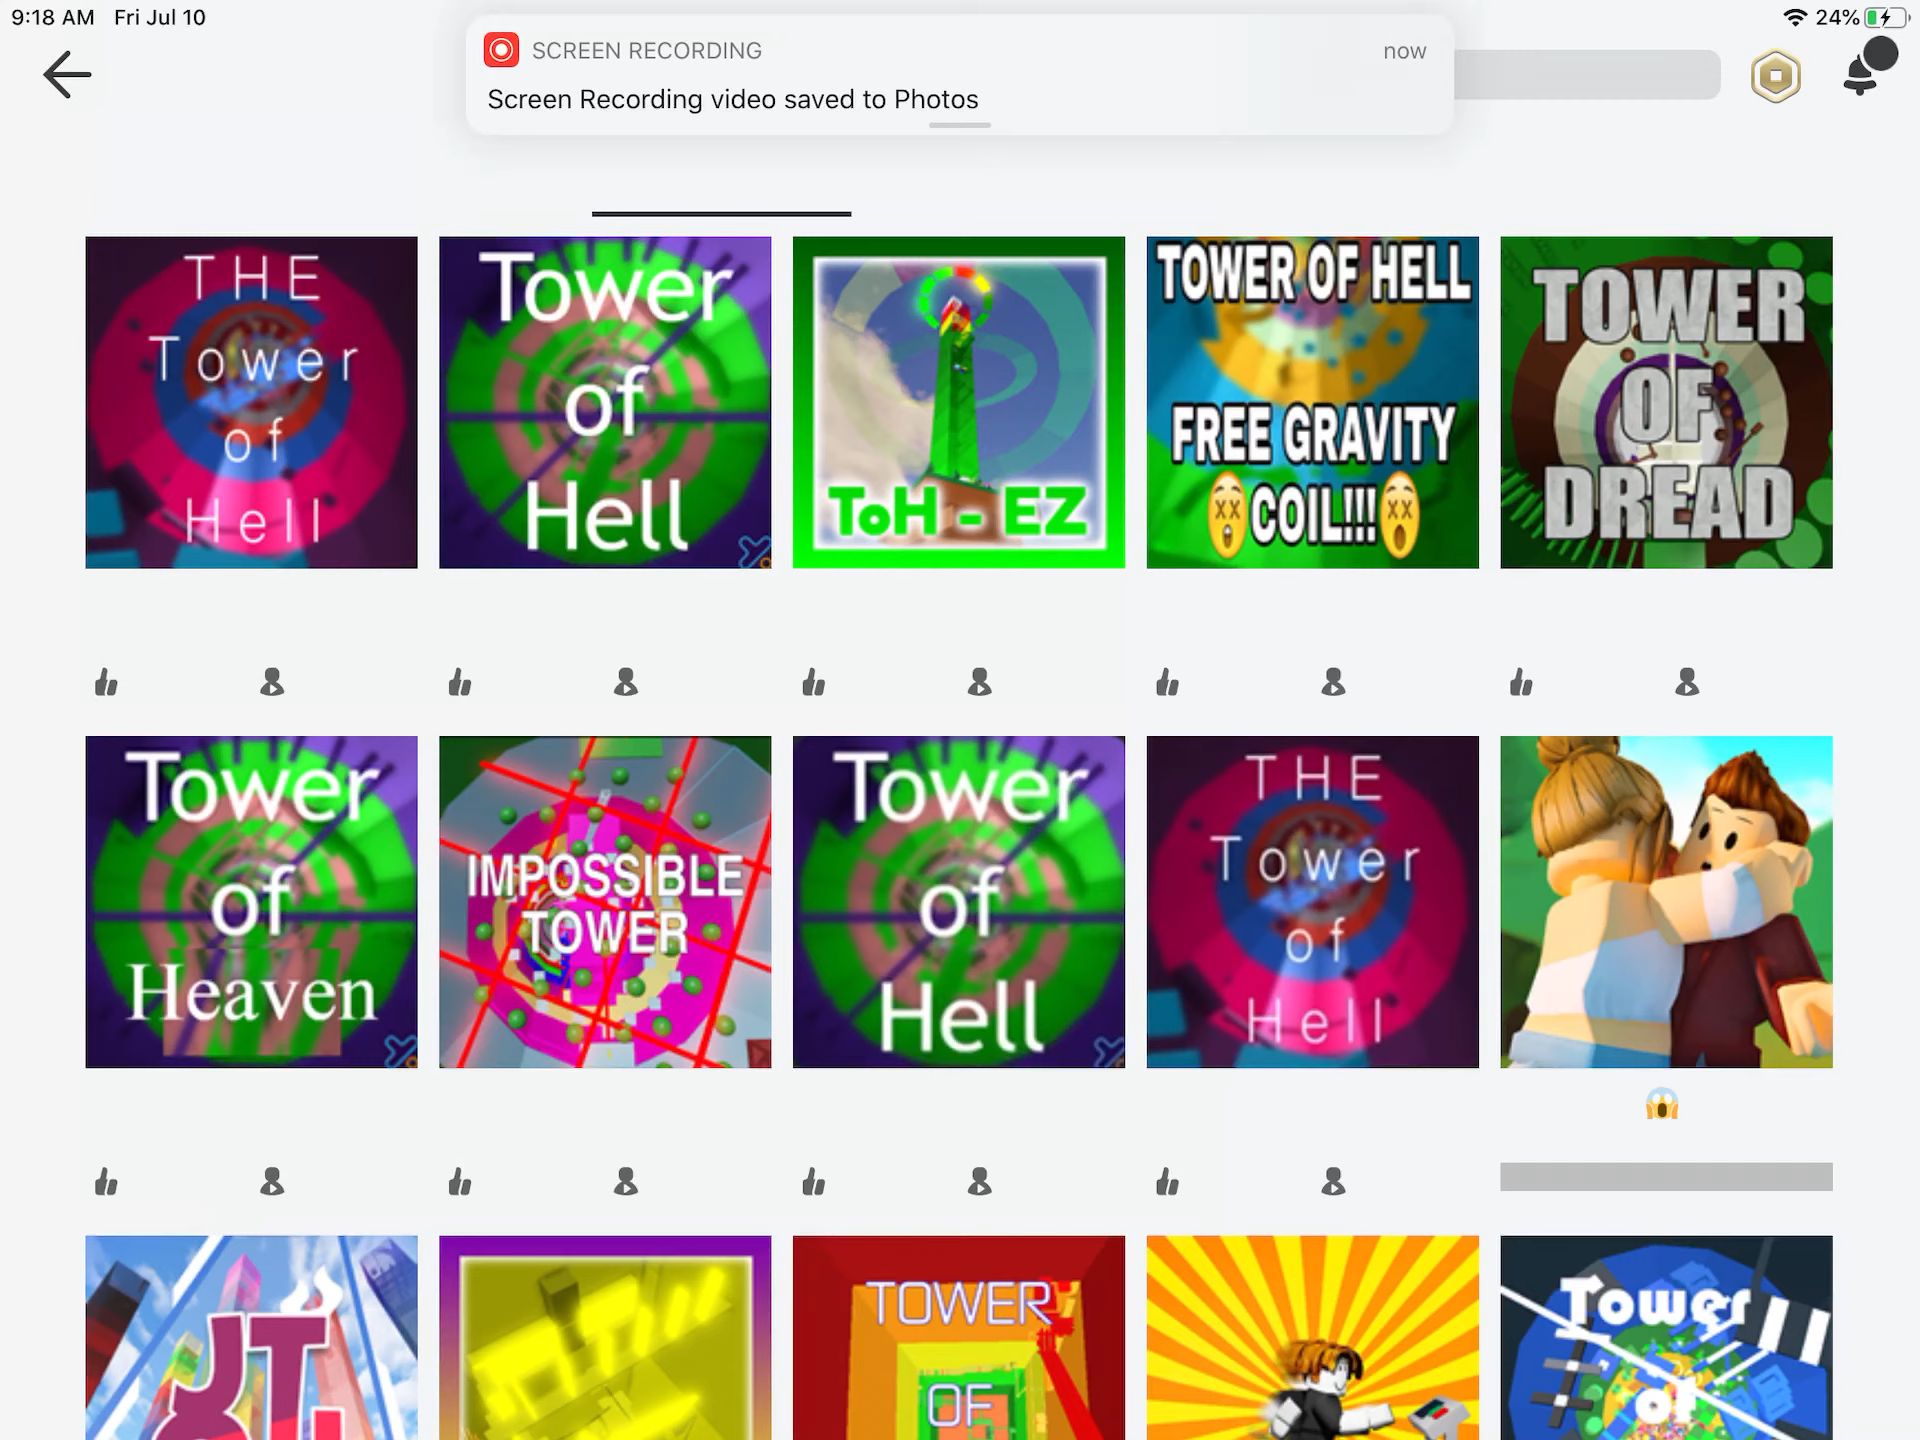 9:18 AM Fri Jul 10
24%
SCREEN RECORDING
now
Screen Recording video saved to Photos
THE
Tower
of
Hell
Tower
of
Hell
ToH - EZ
TOWER OF HELL
FREE GRAVITY
COIL!!!
TOWER
OF
DREAD
Tower
of
Heaven
IMPOSSIBLE
TOWER
Tower
of
Hell
THE
Tower
of
Hell
TOWER
OF
Tower
of